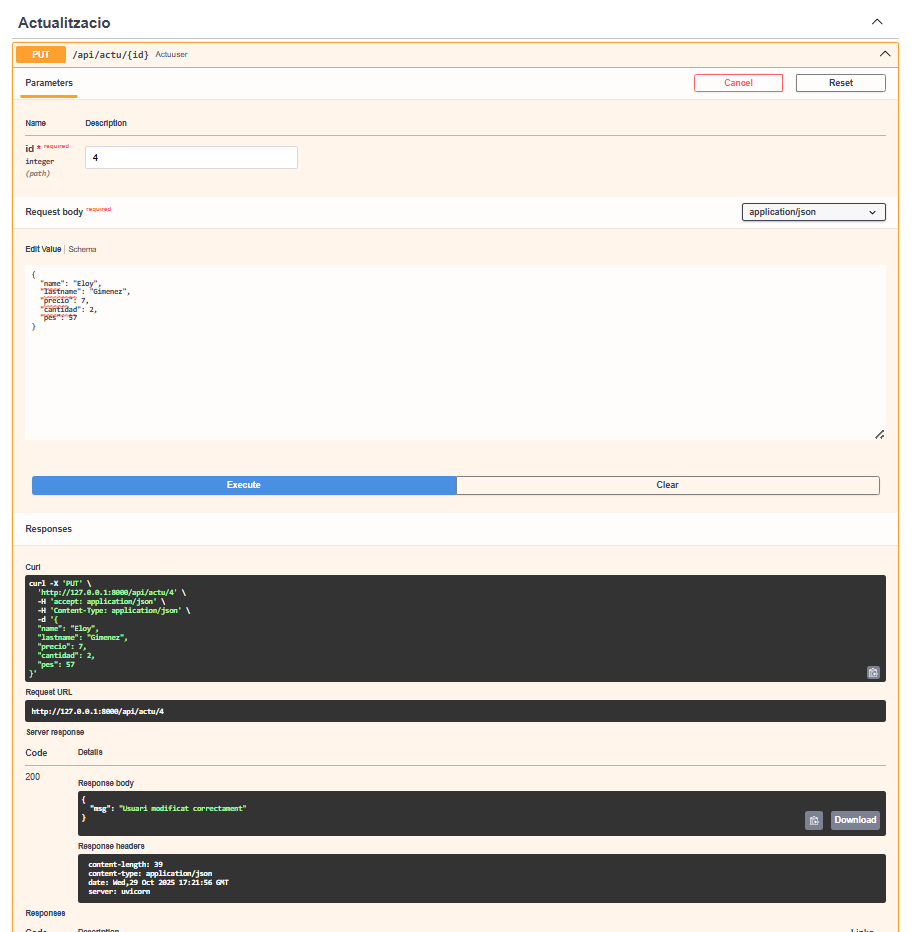 Actualitzacio
PUT /api/actu/{id} Actuuser
Parameters Cancel Reset
Name Description
id * required
integer
(path)
4
Request body required application/json
Edit Value | Schema
{
"name": "Eloy",
"lastname": "Gimenez",
"precio": 7,
"cantidad": 2,
"pes": 57
}
Execute Clear
Responses
Curl
curl -X 'PUT' \
'http://127.0.0.1:8000/api/actu/4' \
-H 'accept: application/json' \
-H 'Content-Type: application/json' \
-d '{
"name": "Eloy",
"lastname": "Gimenez",
"precio": 7,
"cantidad": 2,
"pes": 57
}'
Request URL
http://127.0.0.1:8000/api/actu/4
Server response
Code Details
200
Response body
{
"msg": "Usuari modificat correctament"
}
Download
Response headers
content-length: 39
content-type: application/json
date: Wed,29 Oct 2025 17:21:56 GMT
server: uvicorn
Responses
Code Description Links